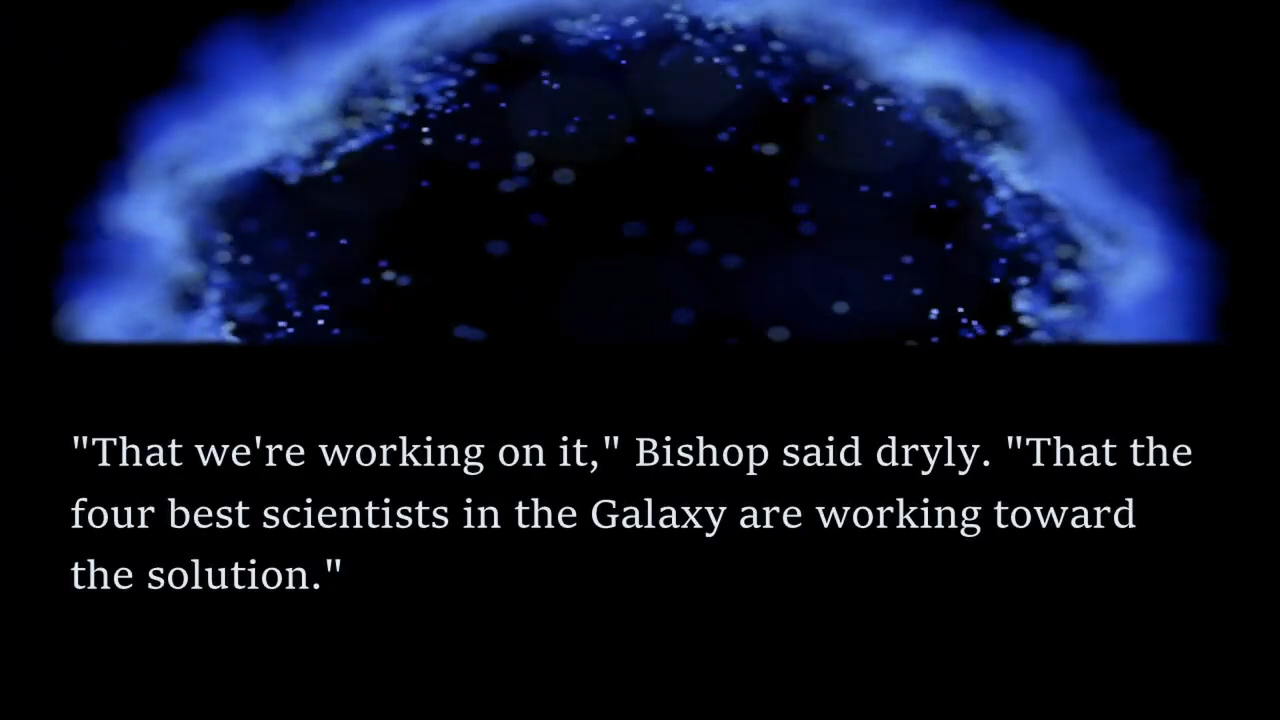 "That we're working on it," Bishop said dryly. "That the
four best scientists in the Galaxy are working toward
the solution."